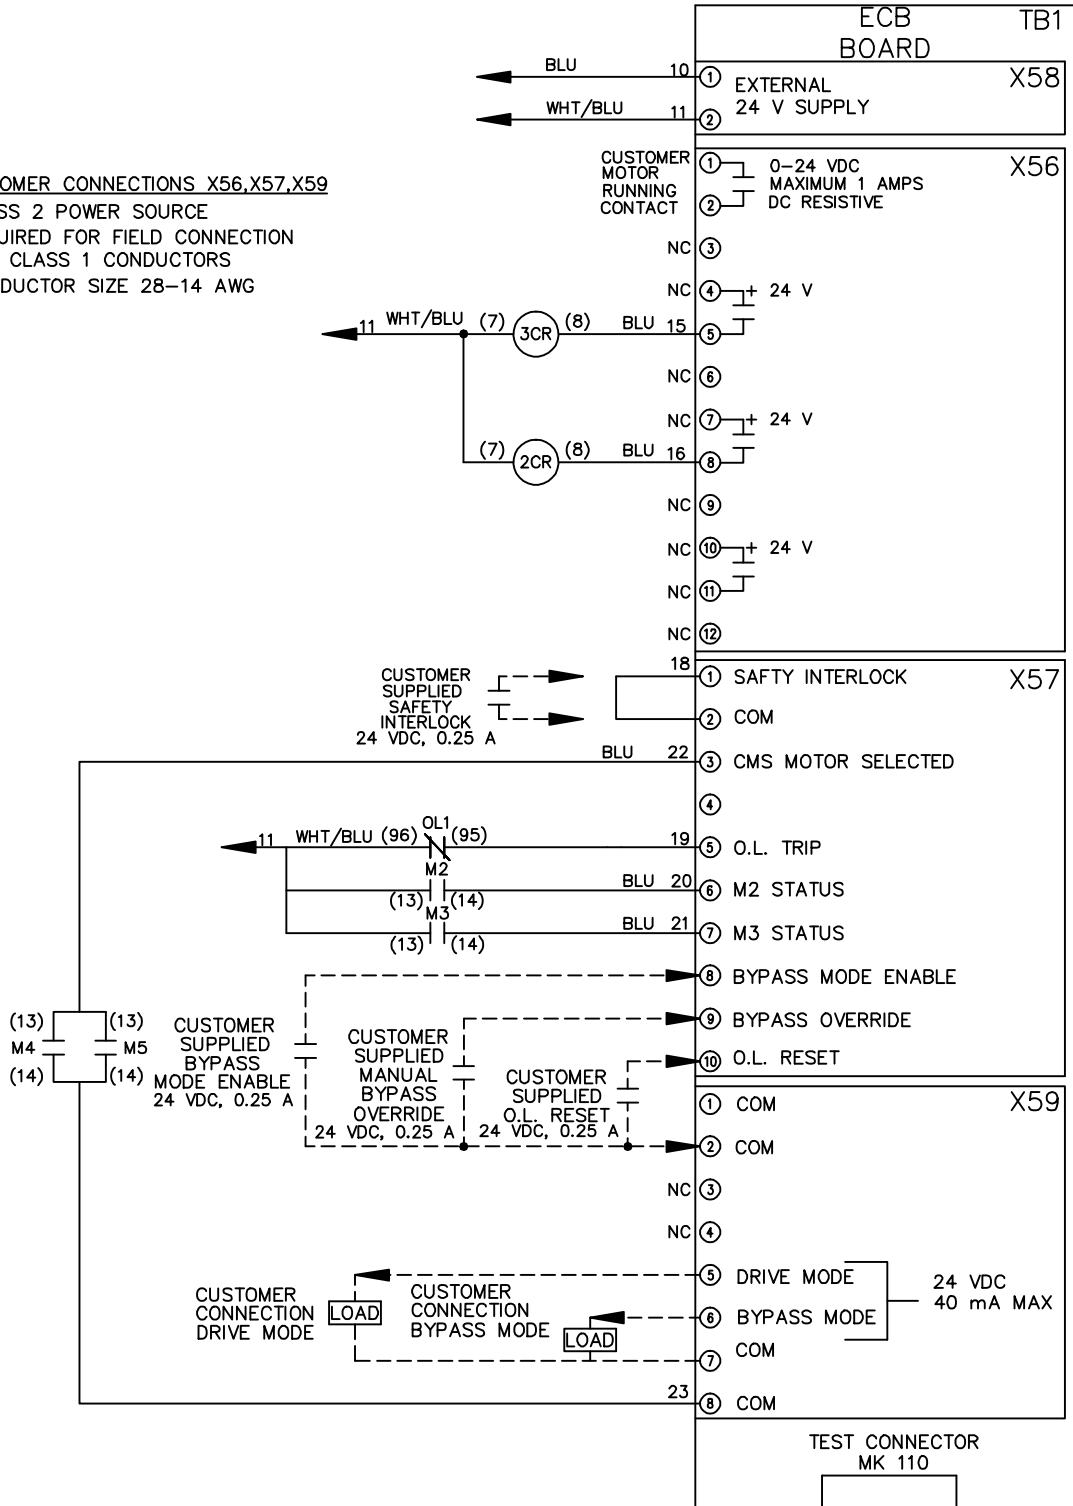 ECB TB1
BOARD
BLU 10 1 EXTERNAL X58
WHT/BLU 11 2 24 V SUPPLY
OMER CONNECTIONS X56,X57,X59
SS 2 POWER SOURCE
UIRED FOR FIELD CONNECTION
CLASS 1 CONDUCTORS
DUCTOR SIZE 28-14 AWG
CUSTOMER
MOTOR
RUNNING
CONTACT
1 0-24 VDC X56
MAXIMUM 1 AMPS
2 DC RESISTIVE
NC 3
NC 4 + 24 V
11 WHT/BLU (7) 3CR (8) BLU 15 5
NC 6
NC 7 + 24 V
(7) 2CR (8) BLU 16 8
NC 9
NC 10 + 24 V
NC 11
NC 12
CUSTOMER
SUPPLIED
SAFETY
INTERLOCK
24 VDC, 0.25 A
18 1 SAFTY INTERLOCK X57
2 COM
BLU 22 3 CMS MOTOR SELECTED
4
11 WHT/BLU (96) OL1 (95) 19 5 O.L. TRIP
M2
(13) (14) BLU 20 6 M2 STATUS
M3
(13) (14) BLU 21 7 M3 STATUS
8 BYPASS MODE ENABLE
9 BYPASS OVERRIDE
10 O.L. RESET
(13) (13)
M4 M5
(14) (14)
CUSTOMER
SUPPLIED
BYPASS
MODE ENABLE
24 VDC, 0.25 A
CUSTOMER
SUPPLIED
MANUAL
BYPASS
OVERRIDE
24 VDC, 0.25 A
CUSTOMER
SUPPLIED
O.L. RESET
24 VDC, 0.25 A
1 COM X59
2 COM
NC 3
NC 4
5 DRIVE MODE
6 BYPASS MODE
24 VDC
40 mA MAX
7 COM
CUSTOMER
CONNECTION
DRIVE MODE
LOAD
CUSTOMER
CONNECTION
BYPASS MODE
LOAD
23 8 COM
TEST CONNECTOR
MK 110